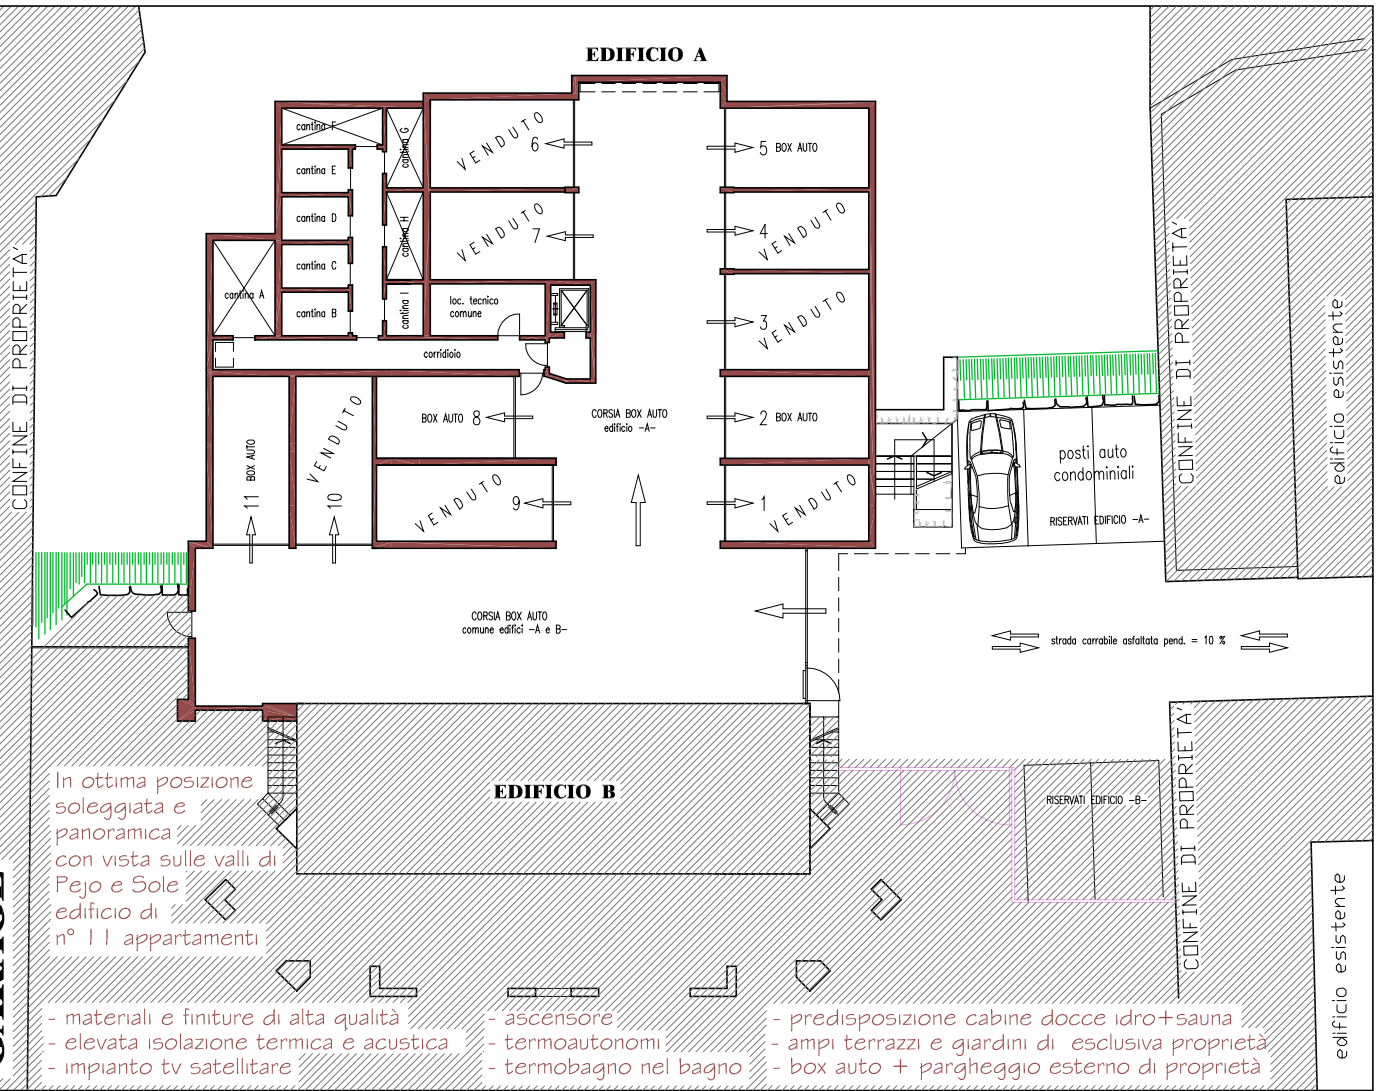 EDIFICIO A
cantina F
cantina G
VENDUTO
6
5 BOX AUTO
cantina E
cantina D
cantina H
VENDUTO
7
4
VENDUTO
cantina C
cantina A
cantina B
cantina I
loc. tecnico
comune
3
VENDUTO
corridioio
CONFINE DI PROPRIETA'
CONFINE DI PROPRIETA'
edificio esistente
11 BOX AUTO
VENDUTO
10
BOX AUTO 8
CORSIA BOX AUTO
edificio -A-
2 BOX AUTO
VENDUTO
9
1
VENDUTO
posti auto
condominiali
RISERVATI EDIFICIO -A-
CORSIA BOX AUTO
comune edifici -A e B-
strada carrabile asfaltata pend. = 10 %
EDIFICIO B
RISERVATI EDIFICIO -B-
CONFINE DI PROPRIETA'
edificio esistente
In ottima posizione
soleggiata e
panoramica
con vista sulle valli di
Pejo e Sole
edificio di
n° 11 appartamenti
- materiali e finiture di alta qualità
- elevata isolazione termica e acustica
- impianto tv satellitare
- ascensore
- termoautonomi
- termobagno nel bagno
- predisposizione cabine docce idro+sauna
- ampi terrazzi e giardini di esclusiva proprietà
- box auto + pargheggio esterno di proprietà